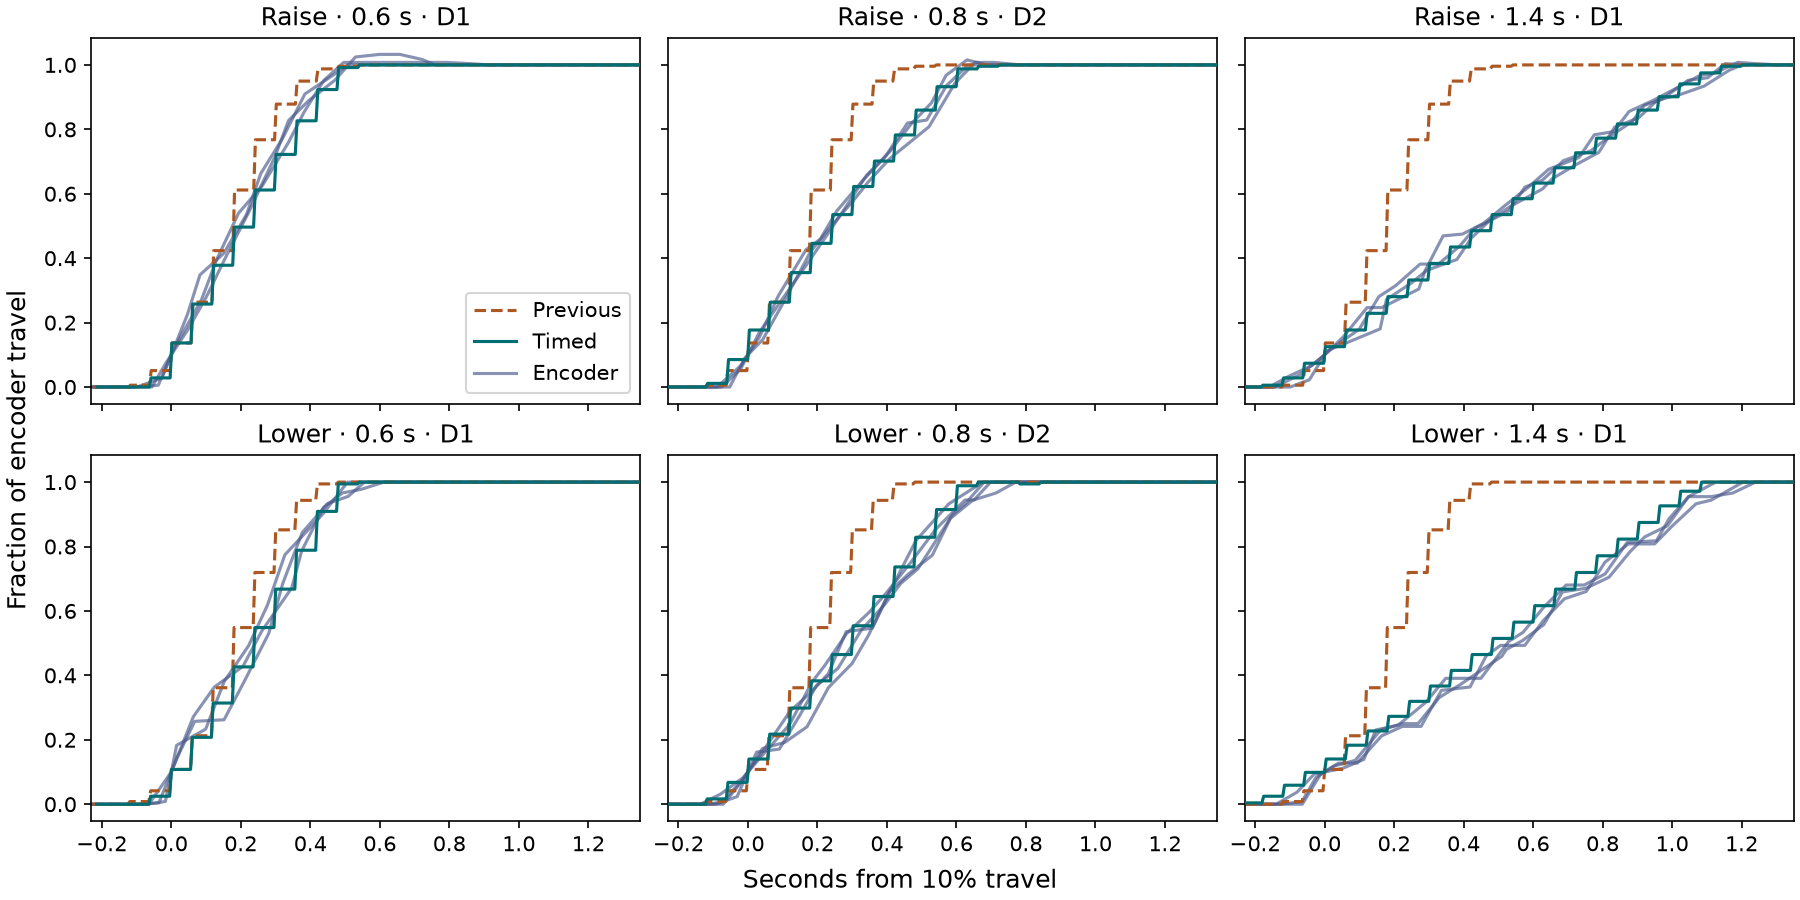 Raise · 0.6 s · D1
Raise · 0.8 s · D2
Raise · 1.4 s · D1
1.0
0.8
0.6
0.4
0.2
0.0
Previous
Timed
Encoder
Fraction of encoder travel
Lower · 0.6 s · D1
Lower · 0.8 s · D2
Lower · 1.4 s · D1
1.0
0.8
0.6
0.4
0.2
0.0
−0.2 0.0 0.2 0.4 0.6 0.8 1.0 1.2
−0.2 0.0 0.2 0.4 0.6 0.8 1.0 1.2
−0.2 0.0 0.2 0.4 0.6 0.8 1.0 1.2
Seconds from 10% travel